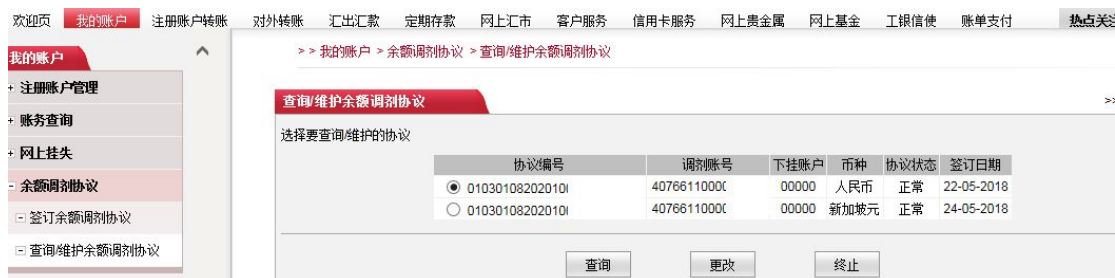 欢迎页 我的账户 注册账户转账 对外转账 汇出汇款 定期存款 网上汇市 客户服务 信用卡服务 网上贵金属 网上基金 工银信使 账单支付 热点关注
我的账户
> > 我的账户 > 余额调剂协议 > 查询/维护余额调剂协议
+ 注册账户管理
查询/维护余额调剂协议 >>
+ 账务查询
选择要查询/维护的协议
+ 网上挂失
协议编号 调剂账号 下挂账户 币种 协议状态 签订日期
- 余额调剂协议
010301082020100 40766110000 00000 人民币 正常 22-05-2018
010301082020100 40766110000 00000 新加坡元 正常 24-05-2018
签订余额调剂协议
查询/维护余额调剂协议
查询 更改 终止